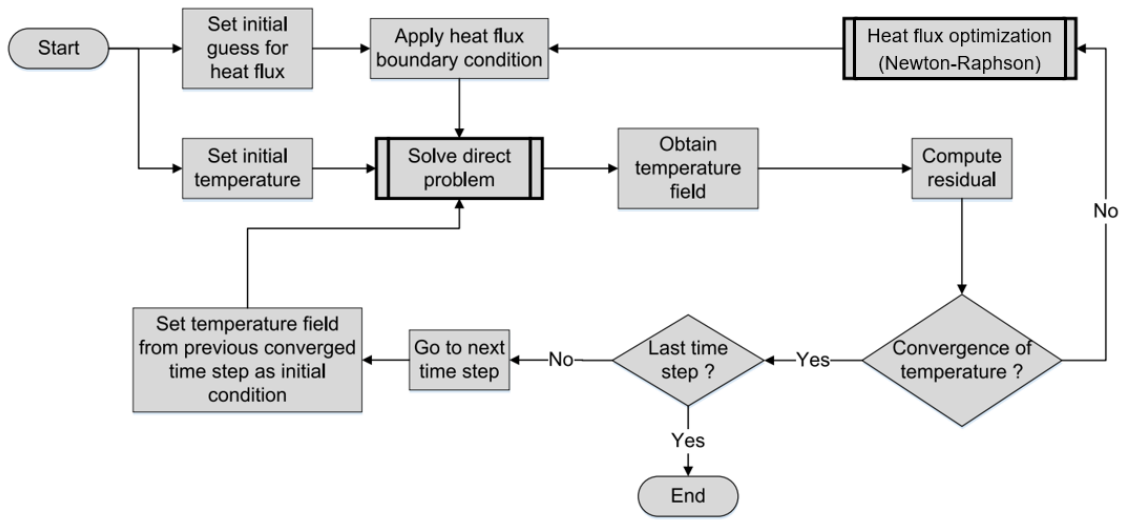 Start
Set initial
guess for
heat flux
Apply heat flux
boundary condition
Heat flux optimization
(Newton-Raphson)
Set initial
temperature
Solve direct
problem
Obtain
temperature
field
Compute
residual
No
Set temperature field
from previous converged
time step as initial
condition
Go to next
time step
No
Last time
step ?
Yes
Convergence of
temperature ?
Yes
End